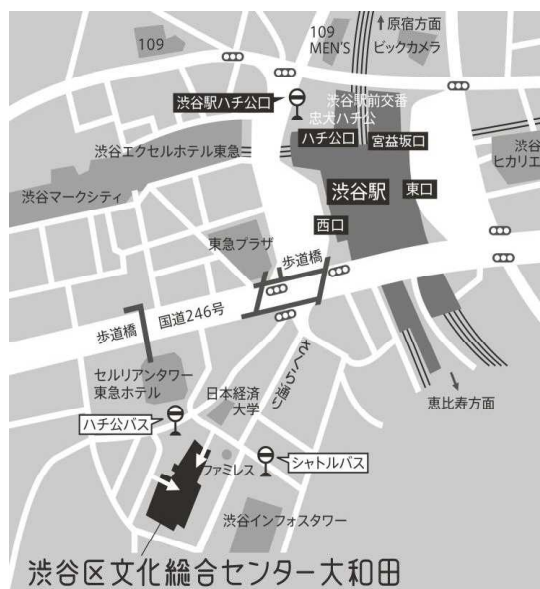 109
MEN'S
↑原宿方面
ビックカメラ
109
渋谷駅ハチ公口
渋谷駅前交番
忠犬ハチ公
ハチ公口
宮益坂口
渋谷エクセルホテル東急
渋谷
ヒカリエ
渋谷マークシティ
渋谷駅
東口
西口
東急プラザ
歩道橋
国道246号
歩道橋
さくら通り
セルリアンタワー
東急ホテル
日本経済
大学
恵比寿方面
ハチ公バス
ファミレス
シャトルバス
渋谷インフォスタワー
渋谷区文化総合センター大和田